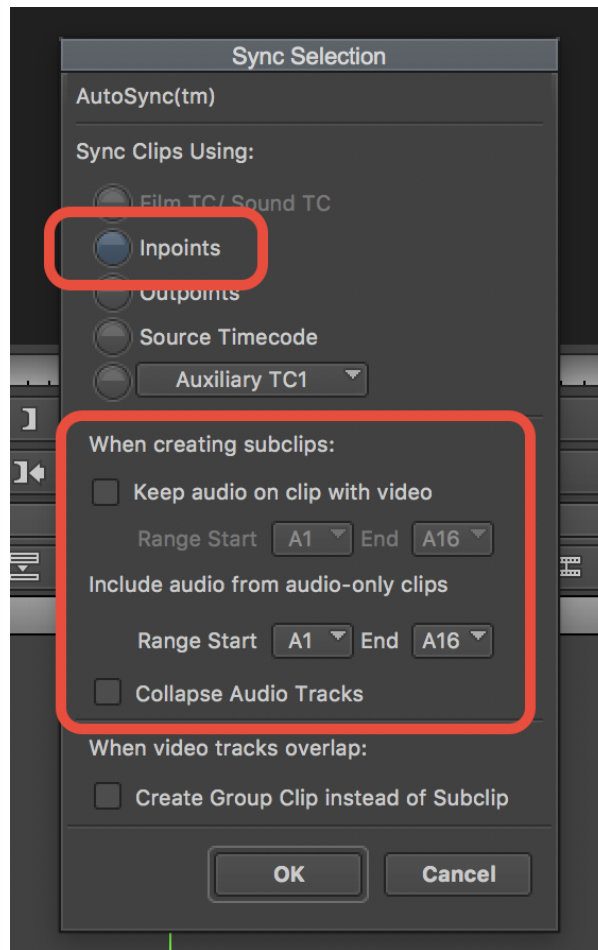 Sync Selection
AutoSync(tm)
Sync Clips Using:
Film TC/ Sound TC
Inpoints
Outpoints
Source Timecode
Auxiliary TC1
When creating subclips:
Keep audio on clip with video
Range Start A1 End A16
Include audio from audio-only clips
Range Start A1 End A16
Collapse Audio Tracks
When video tracks overlap:
Create Group Clip instead of Subclip
OK Cancel